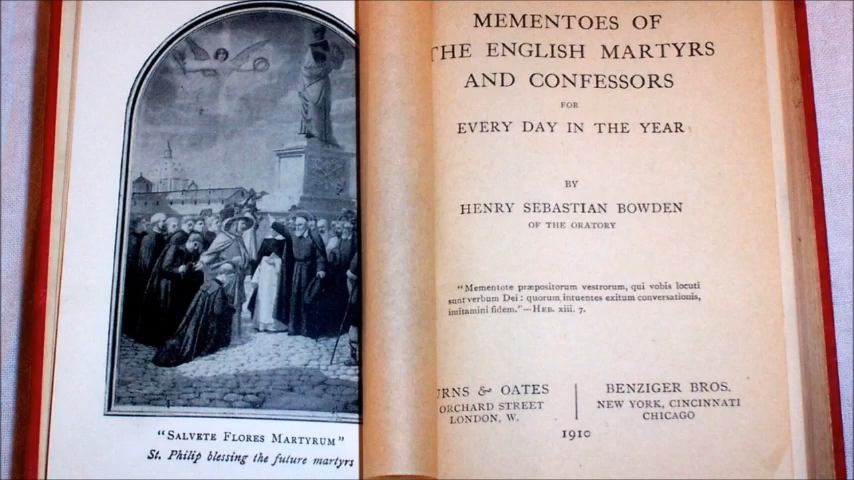 "SALVETE FLORES MARTYRUM"
St. Philip blessing the future martyrs
MEMENTOES OF
THE ENGLISH MARTYRS
AND CONFESSORS
FOR
EVERY DAY IN THE YEAR
BY
HENRY SEBASTIAN BOWDEN
OF THE ORATORY
"Mementote præpositorum vestrorum, qui vobis locuti
sunt verbum Dei : quorum intuentes exitum conversationis,
imitamini fidem."—HEB. xiii. 7.
RNS & OATES
ORCHARD STREET
LONDON, W.
BENZIGER BROS.
NEW YORK, CINCINNATI
CHICAGO
1910